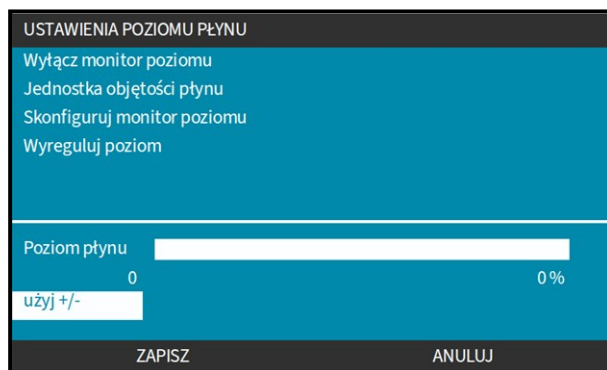 USTAWIENIA POZIOMU PŁYNU
Wyłącz monitor poziomu
Jednostka objętości płynu
Skonfiguruj monitor poziomu
Wyreguluj poziom
Poziom płynu
0 0 %
użyj +/-
ZAPISZ ANULUJ